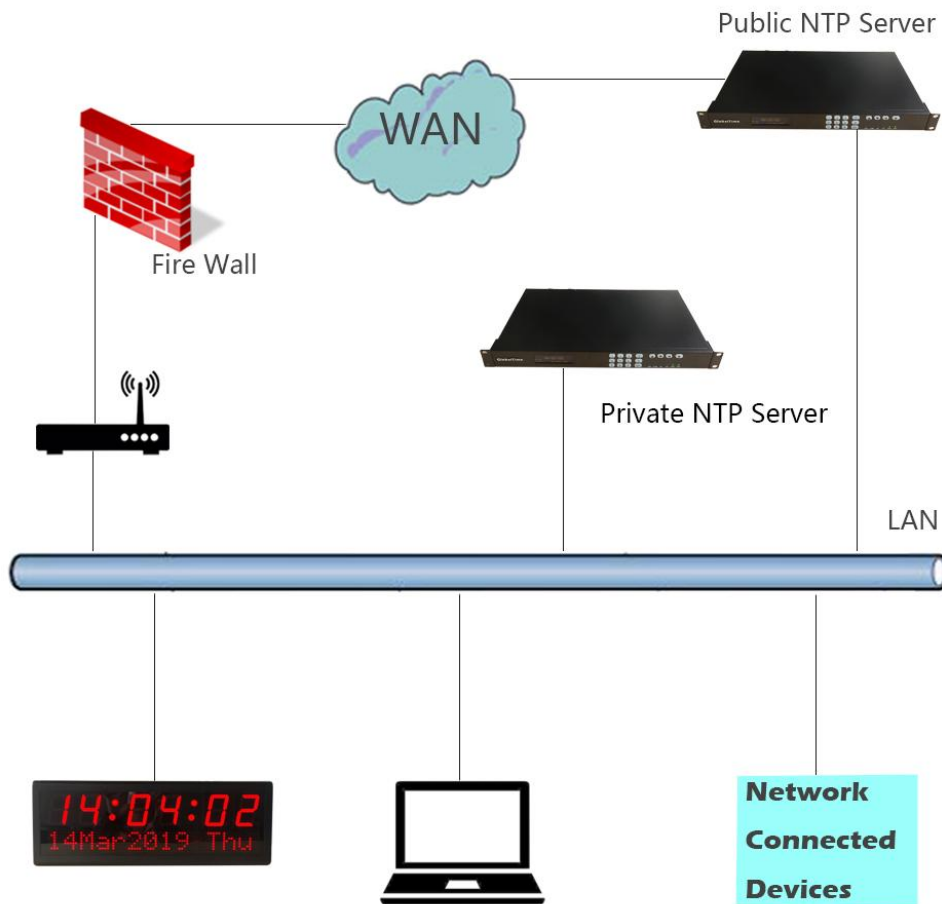 Public NTP Server
WAN
Fire Wall
Private NTP Server
LAN
14:04:02
14Mar2019 Thu
Network
Connected
Devices